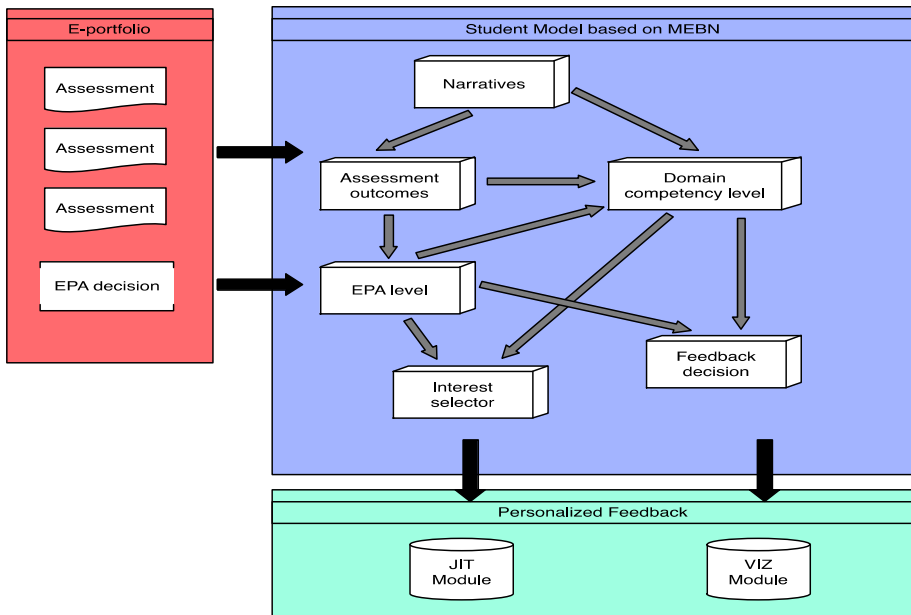 E-portfolio
Assessment
Assessment
Assessment
EPA decision
Student Model based on MEBN
Narratives
Assessment
outcomes
Domain
competency level
EPA level
Feedback
decision
Interest
selector
Personalized Feedback
JIT
Module
VIZ
Module